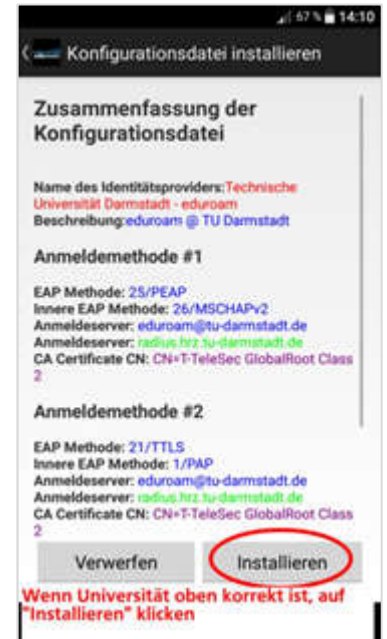 67 % 14:10
Konfigurationsdatei installieren
Zusammenfassung der
Konfigurationsdatei
Name des Identitätsproviders:Technische
Universität Darmstadt - eduroam
Beschreibung:eduroam @ TU Darmstadt
Anmeldemethode #1
EAP Methode: 25/PEAP
Innere EAP Methode: 26/MSCHAPv2
Anmeldeserver: eduroam@tu-darmstadt.de
Anmeldeserver: radius.hrz.tu-darmstadt.de
CA Certificate CN: CN=T-TeleSec GlobalRoot Class
2
Anmeldemethode #2
EAP Methode: 21/TTLS
Innere EAP Methode: 1/PAP
Anmeldeserver: eduroam@tu-darmstadt.de
Anmeldeserver: radius.hrz.tu-darmstadt.de
CA Certificate CN: CN=T-TeleSec GlobalRoot Class
2
Verwerfen Installieren
Wenn Universität oben korrekt ist, auf
"Installieren" klicken